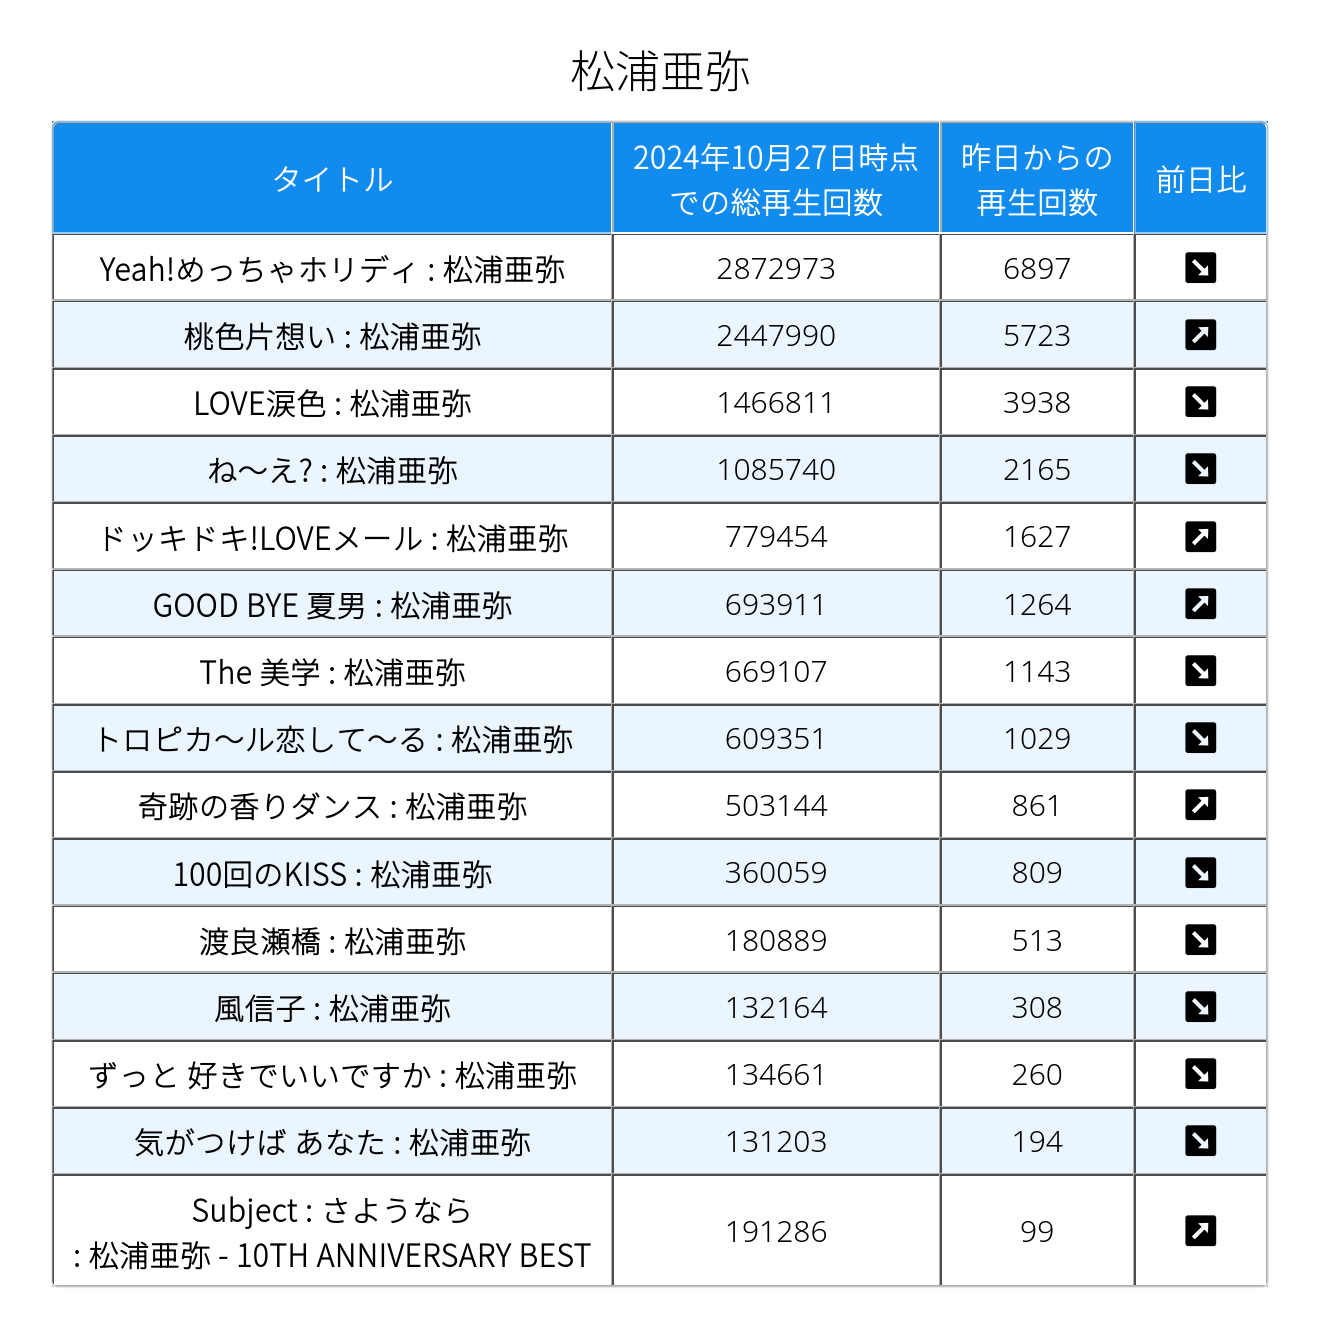 松浦亜弥
タイトル
2024年10月27日時点
での総再生回数
昨日からの
再生回数
前日比
Yeah!めっちゃホリディ : 松浦亜弥 2872973 6897
桃色片想い : 松浦亜弥 2447990 5723
LOVE涙色 : 松浦亜弥 1466811 3938
ね～え? : 松浦亜弥 1085740 2165
ドッキドキ!LOVEメール : 松浦亜弥 779454 1627
GOOD BYE 夏男 : 松浦亜弥 693911 1264
The 美学 : 松浦亜弥 669107 1143
トロピカ～ル恋して～る : 松浦亜弥 609351 1029
奇跡の香りダンス : 松浦亜弥 503144 861
100回のKISS : 松浦亜弥 360059 809
渡良瀬橋 : 松浦亜弥 180889 513
風信子 : 松浦亜弥 132164 308
ずっと 好きでいいですか : 松浦亜弥 134661 260
気がつけば あなた : 松浦亜弥 131203 194
Subject : さようなら
: 松浦亜弥 - 10TH ANNIVERSARY BEST 191286 99